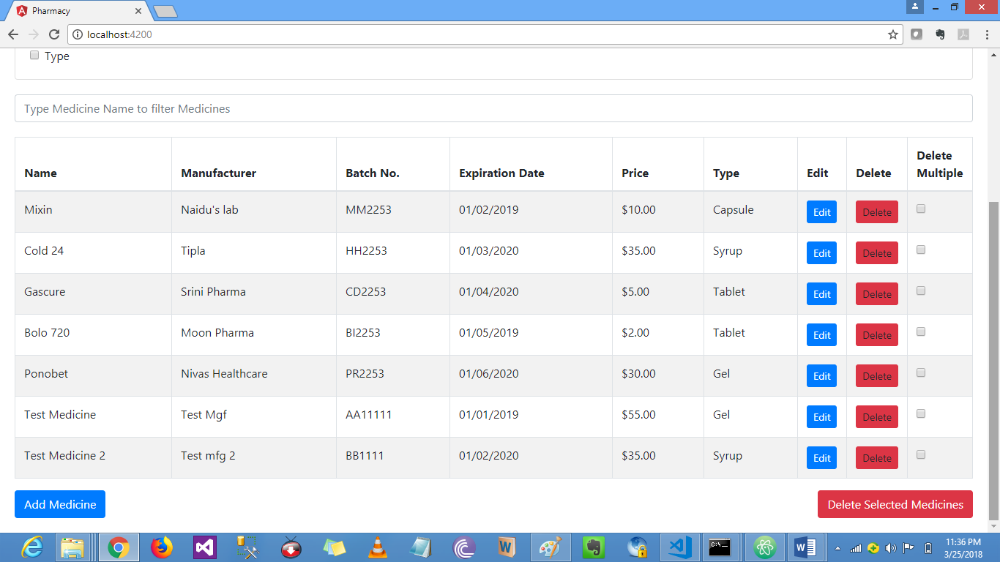 Pharmacy
localhost:4200
Type
Type Medicine Name to filter Medicines
Name Manufacturer Batch No. Expiration Date Price Type Edit Delete Delete Multiple
Mixin Naidu's lab MM2253 01/02/2019 $10.00 Capsule Edit Delete
Cold 24 Tipla HH2253 01/03/2020 $35.00 Syrup Edit Delete
Gascure Srini Pharma CD2253 01/04/2020 $5.00 Tablet Edit Delete
Bolo 720 Moon Pharma BI2253 01/05/2019 $2.00 Tablet Edit Delete
Ponobet Nivas Healthcare PR2253 01/06/2020 $30.00 Gel Edit Delete
Test Medicine Test Mgf AA11111 01/01/2019 $55.00 Gel Edit Delete
Test Medicine 2 Test mfg 2 BB1111 01/02/2020 $35.00 Syrup Edit Delete
Add Medicine Delete Selected Medicines
11:36 PM
3/25/2018